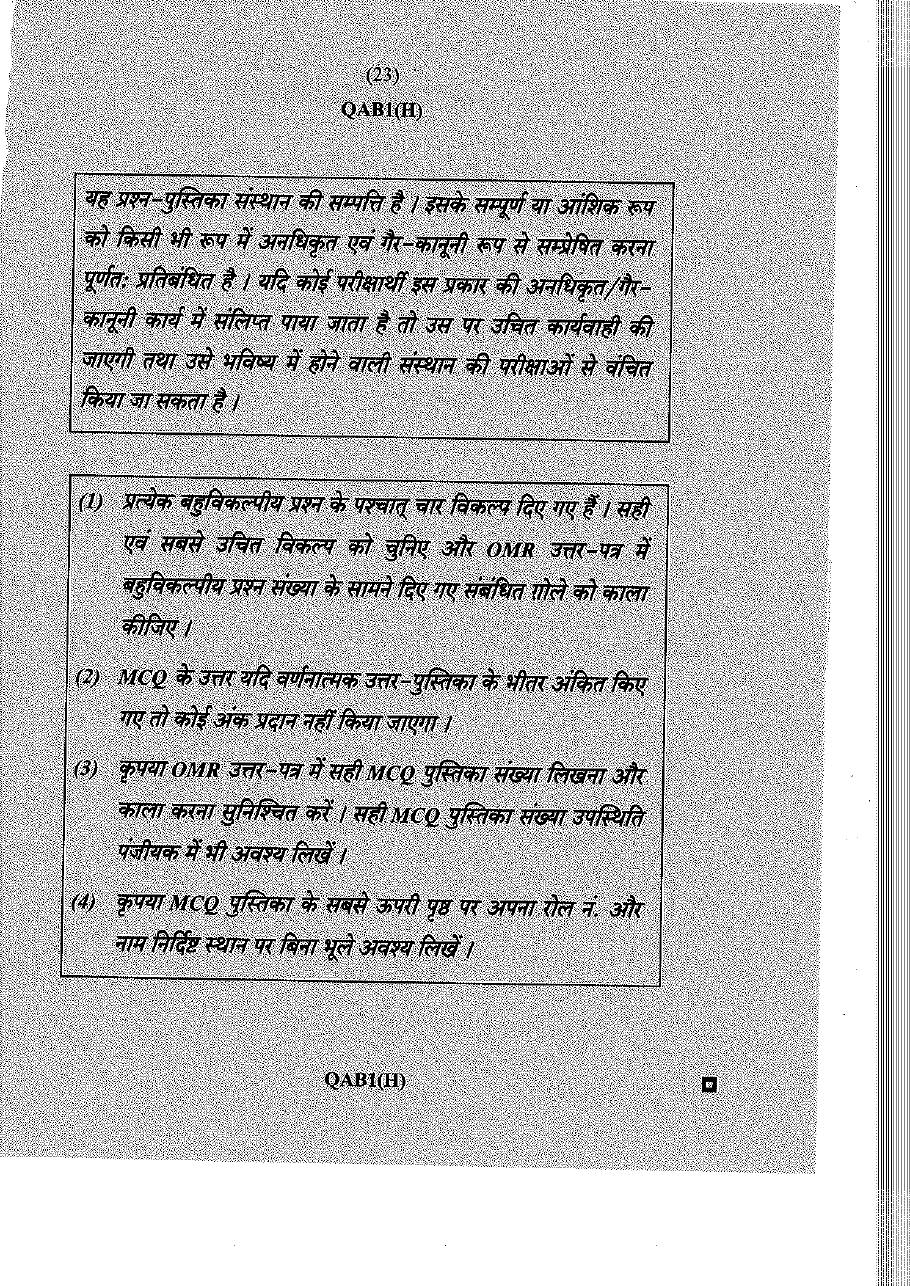 (23)
QAB1(H)
यह प्रश्न-पुस्तिका संस्थान की सम्पत्ति है । इसके सम्पूर्ण या आंशिक रूप
को किसी भी रूप में अनधिकृत एवं गैर-कानूनी रूप से सम्प्रेषित करना
पूर्णतः प्रतिबंधित है । यदि कोई परीक्षार्थी इस प्रकार की अनधिकृत/गैर-
कानूनी कार्य में संलिप्त पाया जाता है तो उस पर उचित कार्यवाही की
जाएगी तथा उसे भविष्य में होने वाली संस्थान की परीक्षाओं से वंचित
किया जा सकता है ।
(1) प्रत्येक बहुविकल्पीय प्रश्न के पश्चात् चार विकल्प दिए गए हैं । सही
एवं सबसे उचित विकल्प को चुनिए और OMR उत्तर-पत्र में
बहुविकल्पीय प्रश्न संख्या के सामने दिए गए संबंधित गोले को काला
कीजिए ।
(2) MCQ के उत्तर यदि वर्णनात्मक उत्तर-पुस्तिका के भीतर अंकित किए
गए तो कोई अंक प्रदान नहीं किया जाएगा ।
(3) कृपया OMR उत्तर-पत्र में सही MCQ पुस्तिका संख्या लिखना और
काला करना सुनिश्चित करें । सही MCQ पुस्तिका संख्या उपस्थिति
पंजीयक में भी अवश्य लिखें ।
(4) कृपया MCQ पुस्तिका के सबसे ऊपरी पृष्ठ पर अपना रोल नं. और
नाम निर्दिष्ट स्थान पर बिना भूले अवश्य लिखें ।
QAB1(H)